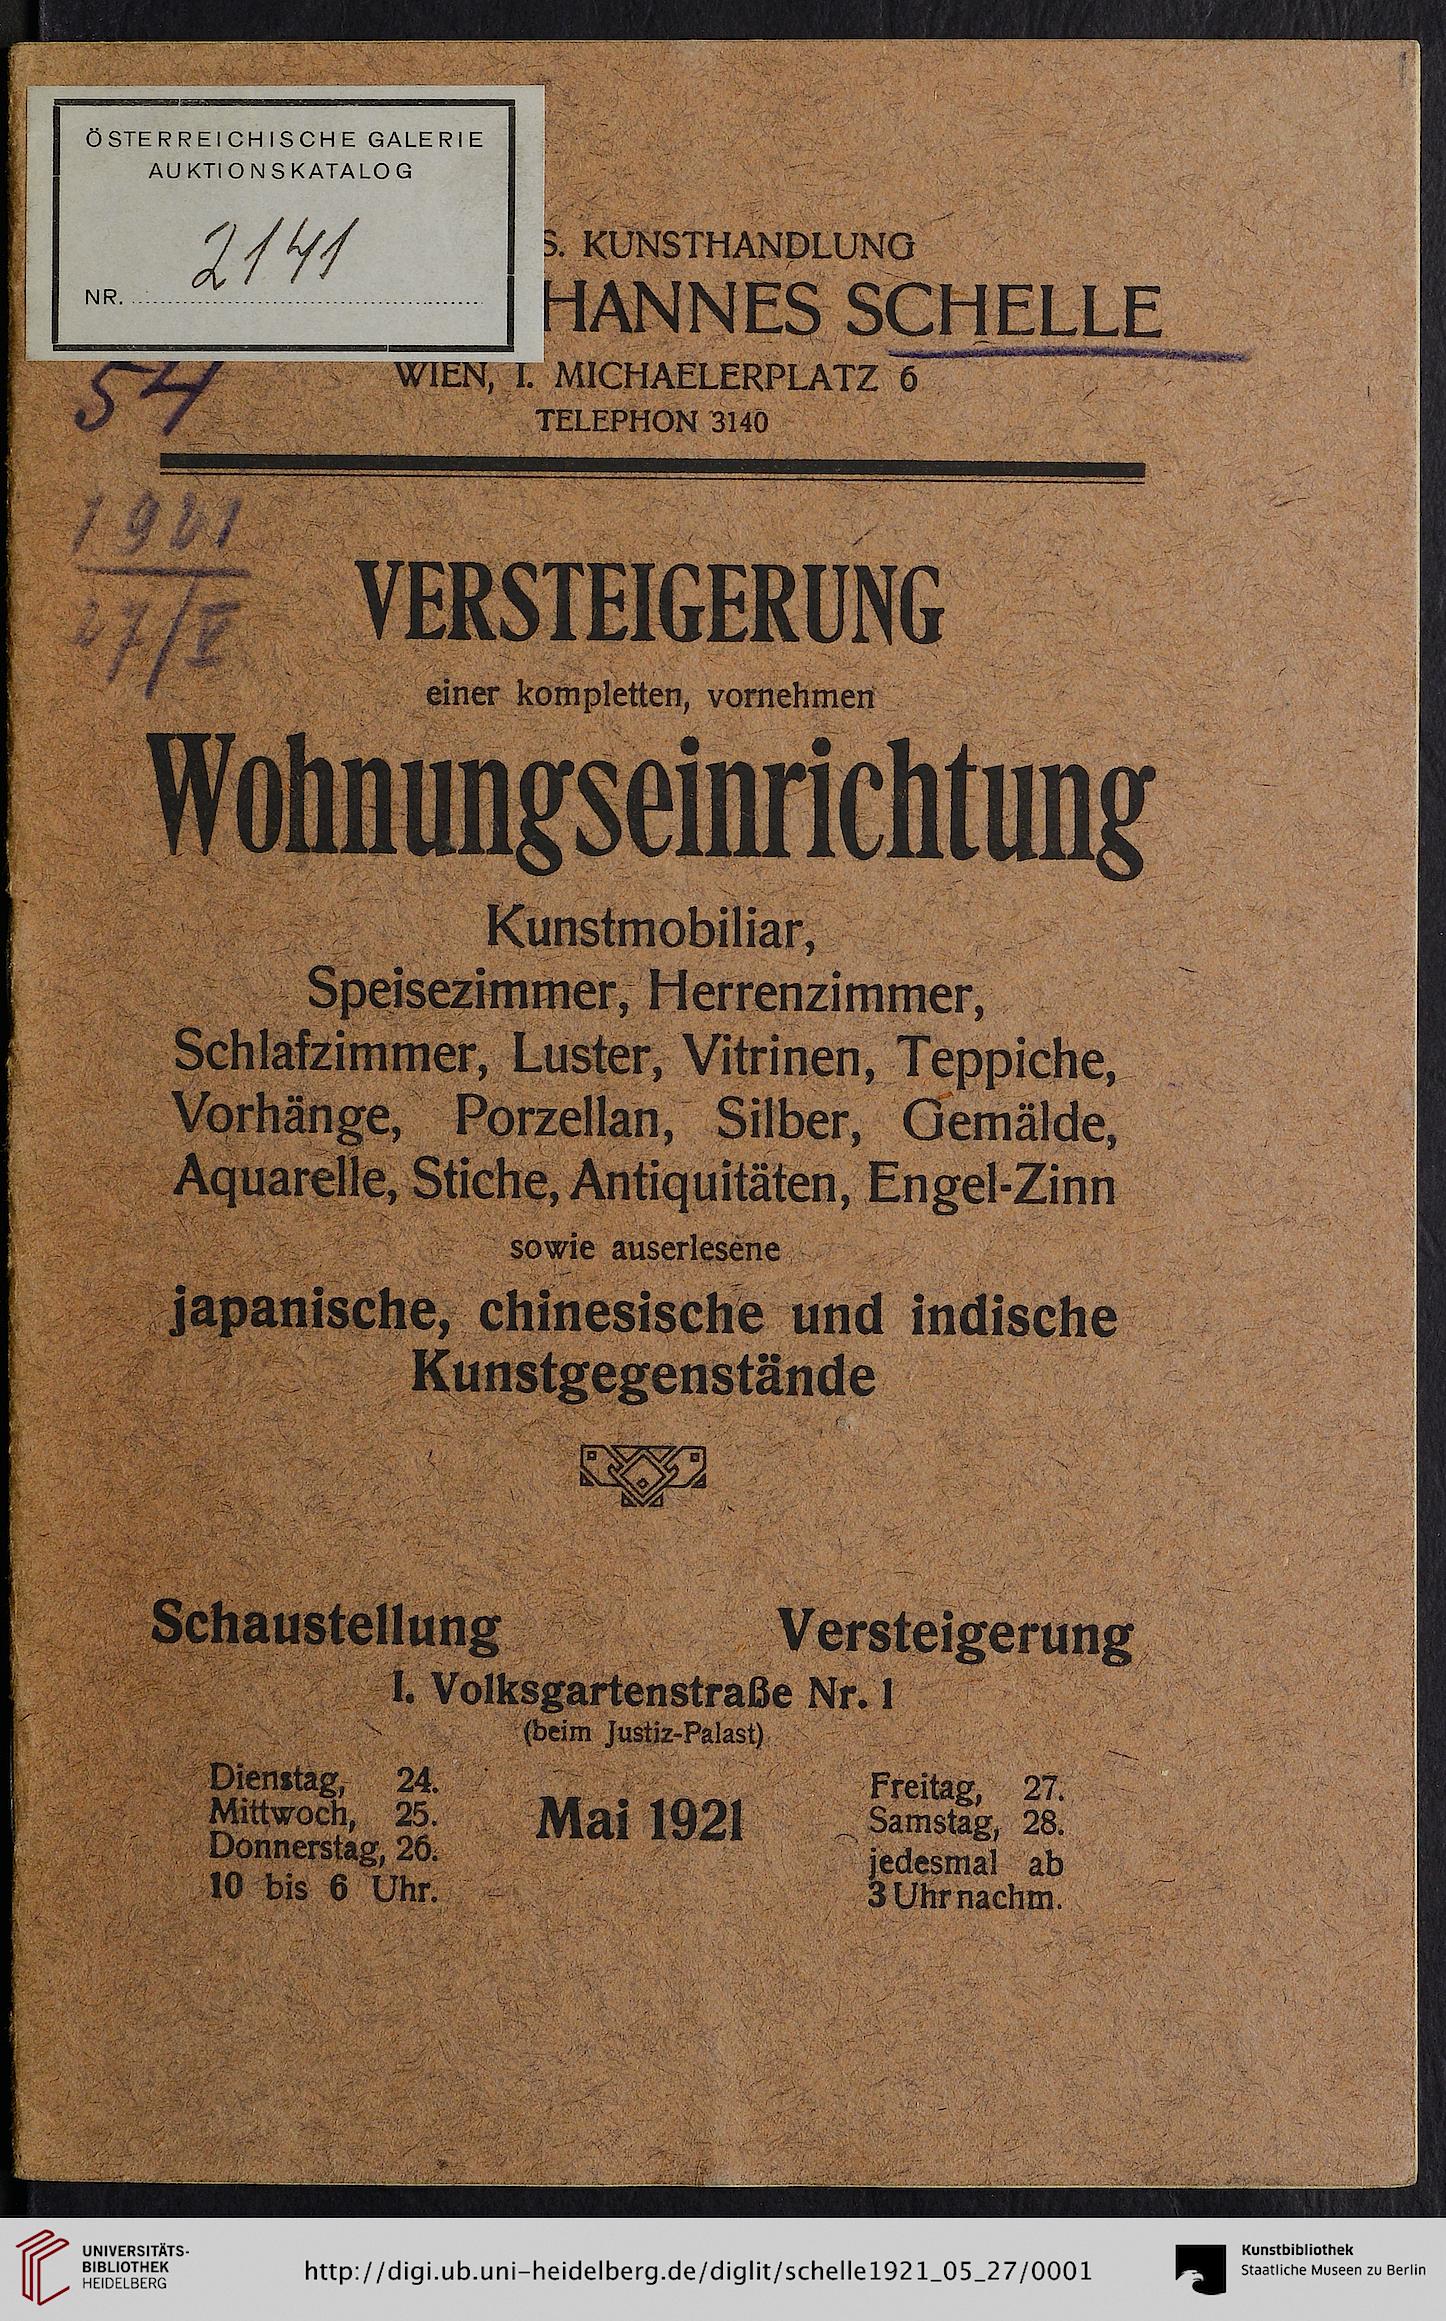 ÖSTERREICHISCHE GALERIE
AUKTIONSKATALOG
NR. 2141
S. KUNSTHANDLUNG
HANNES SCHELLE
WIEN, I. MICHAELERPLATZ 6
TELEPHON 3140
54
1921
27/V
VERSTEIGERUNG
einer kompletten, vornehmen
Wohnungseinrichtung
Kunstmobiliar,
Speisezimmer, Herrenzimmer,
Schlafzimmer, Luster, Vitrinen, Teppiche,
Vorhänge, Porzellan, Silber, Gemälde,
Aquarelle, Stiche, Antiquitäten, Engel-Zinn
sowie auserlesene
japanische, chinesische und indische
Kunstgegenstände
Schaustellung
Versteigerung
I. Volksgartenstraße Nr. 1
(beim Justiz-Palast)
Dienstag, 24.
Mittwoch, 25.
Donnerstag, 26.
10 bis 6 Uhr.
Mai 1921
Freitag, 27.
Samstag, 28.
jedesmal ab
3 Uhr nachm.
UNIVERSITÄTS-
BIBLIOTHEK
HEIDELBERG
http://digi.ub.uni-heidelberg.de/diglit/schelle1921_05_27/0001
Kunstbibliothek
Staatliche Museen zu Berlin